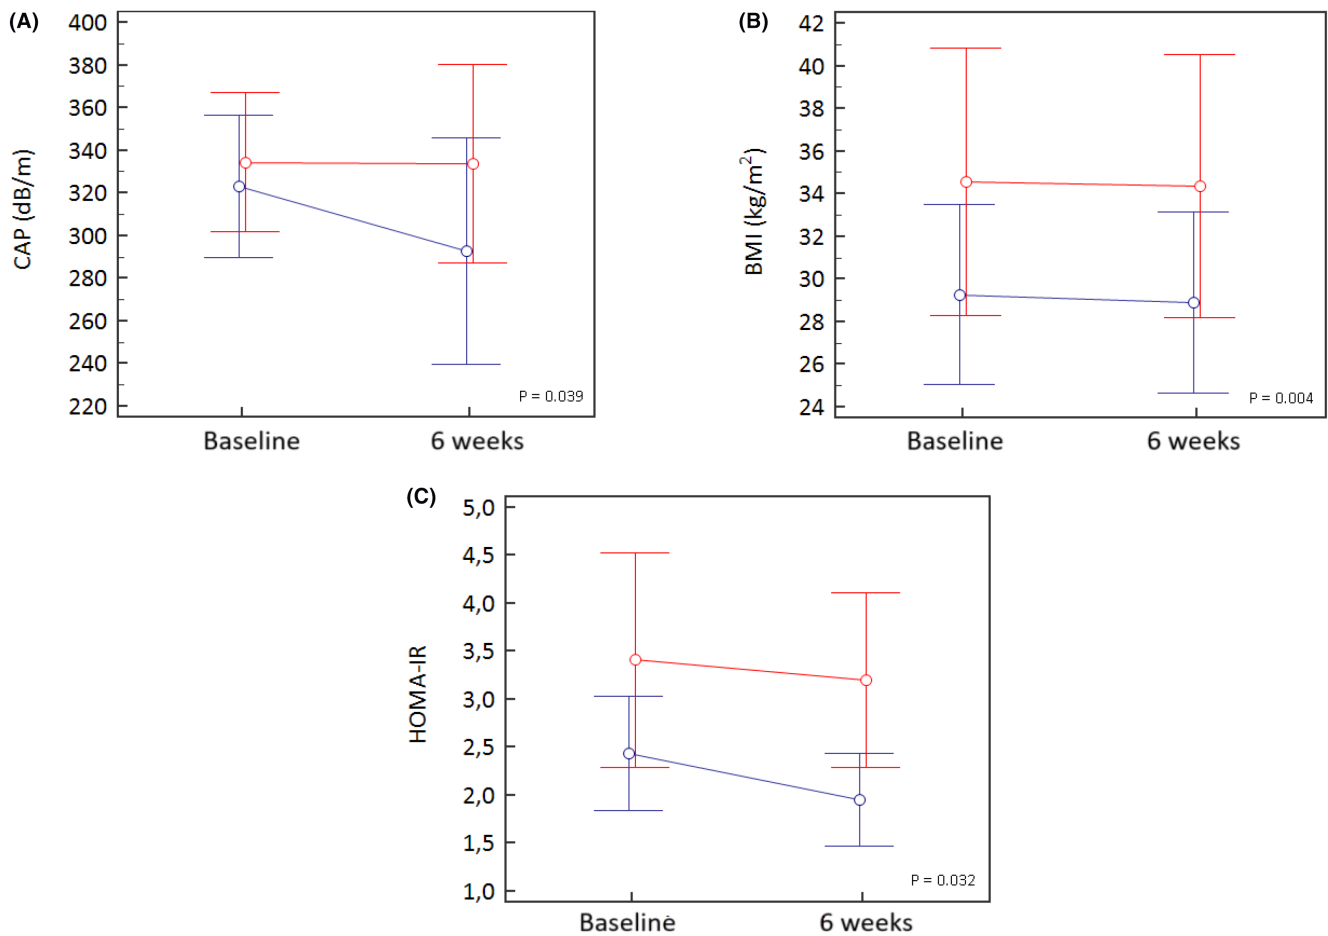 (A)
CAP (dB/m)
400
380
360
340
320
300
280
260
240
220
P = 0.039
Baseline
6 weeks
(B)
BMI (kg/m²)
42
40
38
36
34
32
30
28
26
24
P = 0.004
Baseline
6 weeks
(C)
HOMA-IR
5,0
4,5
4,0
3,5
3,0
2,5
2,0
1,5
1,0
P = 0.032
Baseline
6 weeks